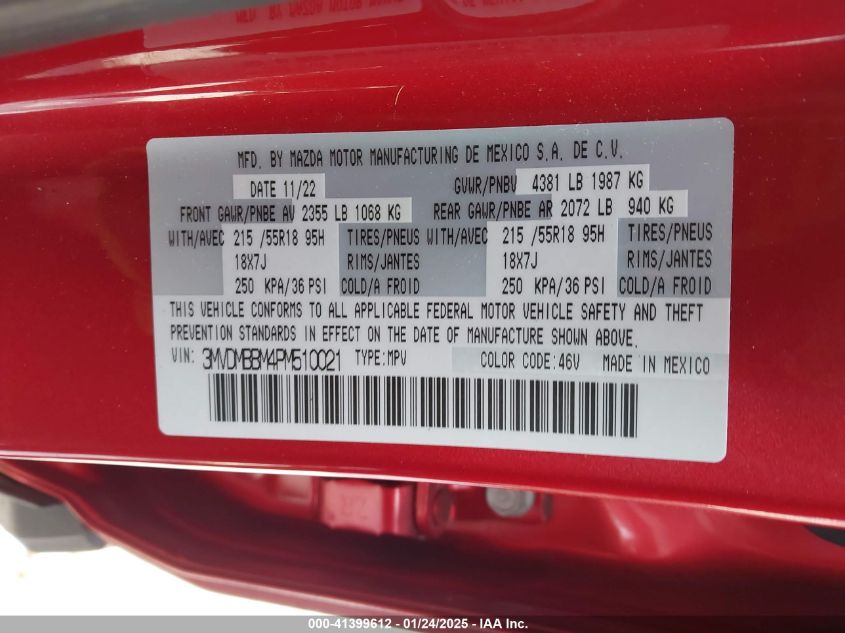 MFD. BY MAZDA MOTOR MANUFACTURING DE MEXICO S.A. DE C.V.
DATE 11/22 GVWR/PNBV 4381 LB 1987 KG
FRONT GAWR/PNBE AV 2355 LB 1068 KG REAR GAWR/PNBE AR 2072 LB 940 KG
WITH/AVEC 215 /55R18 95H TIRES/PNEUS WITH/AVEC 215 /55R18 95H TIRES/PNEUS
18X7J RIMS/JANTES 18X7J RIMS/JANTES
250 KPA/36 PSI COLD/A FROID 250 KPA/36 PSI COLD/A FROID
THIS VEHICLE CONFORMS TO ALL APPLICABLE FEDERAL MOTOR VEHICLE SAFETY AND THEFT
PREVENTION STANDARDS IN EFFECT ON THE DATE OF MANUFACTURE SHOWN ABOVE.
VIN: 3MVDMBBM4PM510021 TYPE:MPV COLOR CODE:46V MADE IN MEXICO
000-41399612 - 01/24/2025 - IAAI.com